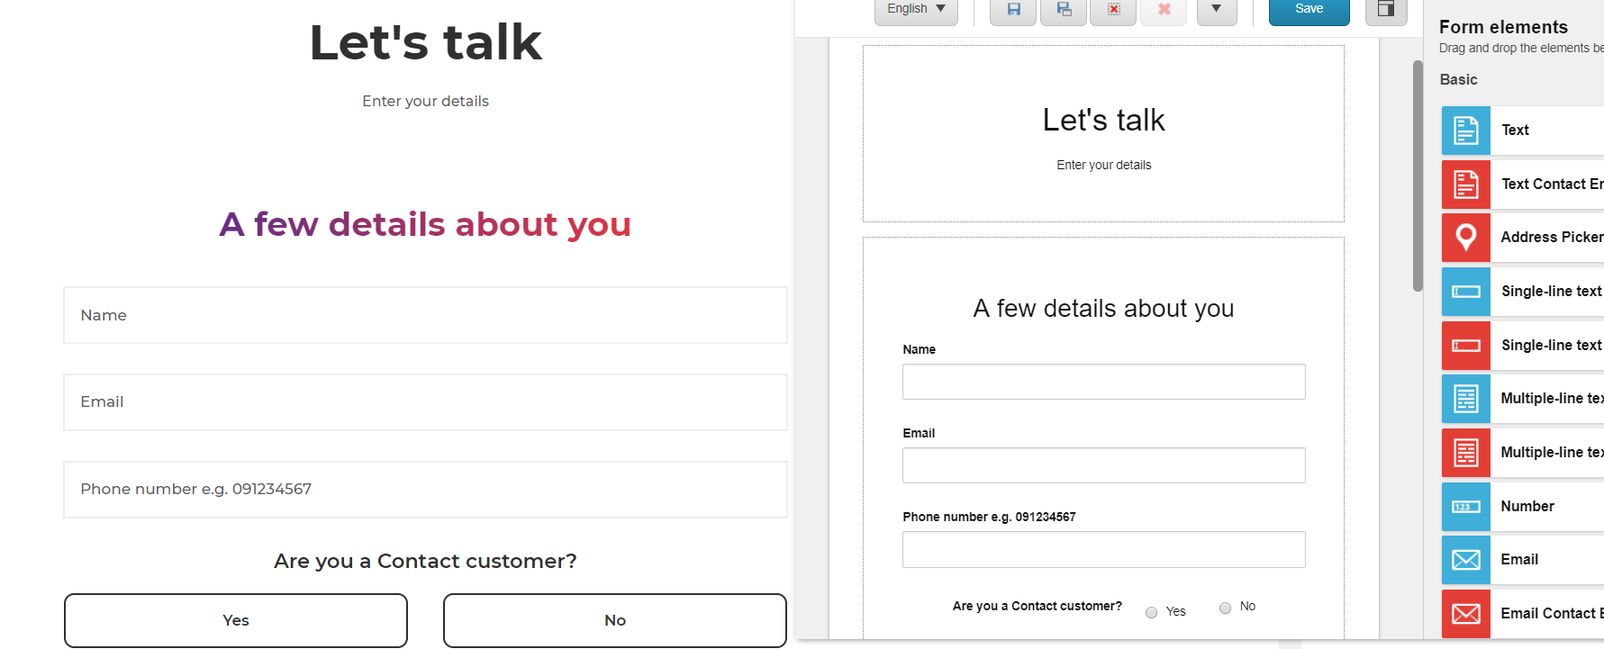 Let's talk
Enter your details
A few details about you
Name
Email
Phone number e.g. 091234567
Are you a Contact customer?
Yes
No
English
Save
Let's talk
Enter your details
A few details about you
Name
Email
Phone number e.g. 091234567
Are you a Contact customer?
Yes
No
Form elements
Drag and drop the elements be
Basic
Text
Text Contact En
Address Picker
Single-line text
Single-line text
Multiple-line tex
Multiple-line tex
123
Number
Email
Email Contact E